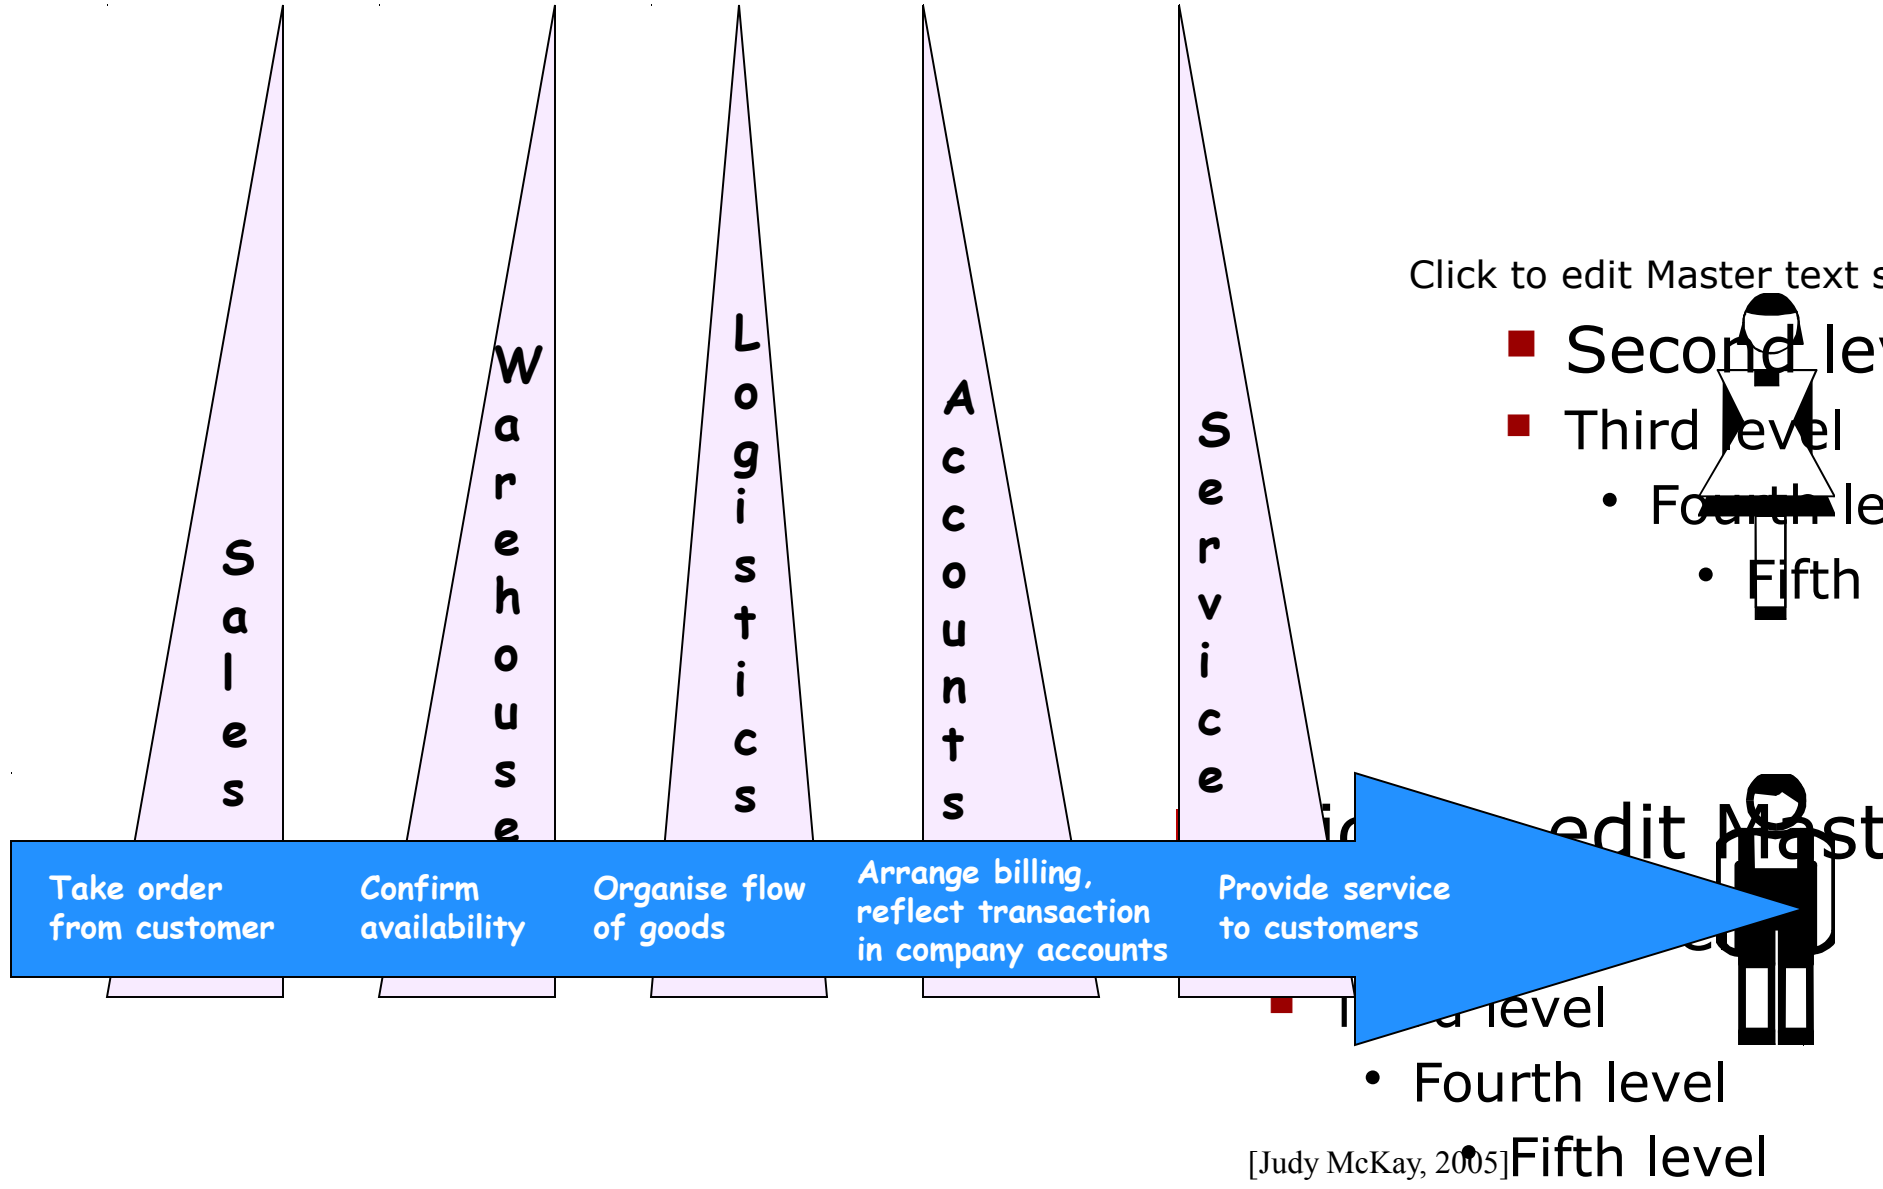 Sales
Warehouse
Logistics
Accounts
Service
Click to edit Master text s
Second lev
Third level
Fourth le
Fifth
edit Mast
Take order
from customer
Confirm
availability
Organise flow
of goods
Arrange billing,
reflect transaction
in company accounts
Provide service
to customers
level
Fourth level
Fifth level
[Judy McKay, 2005]